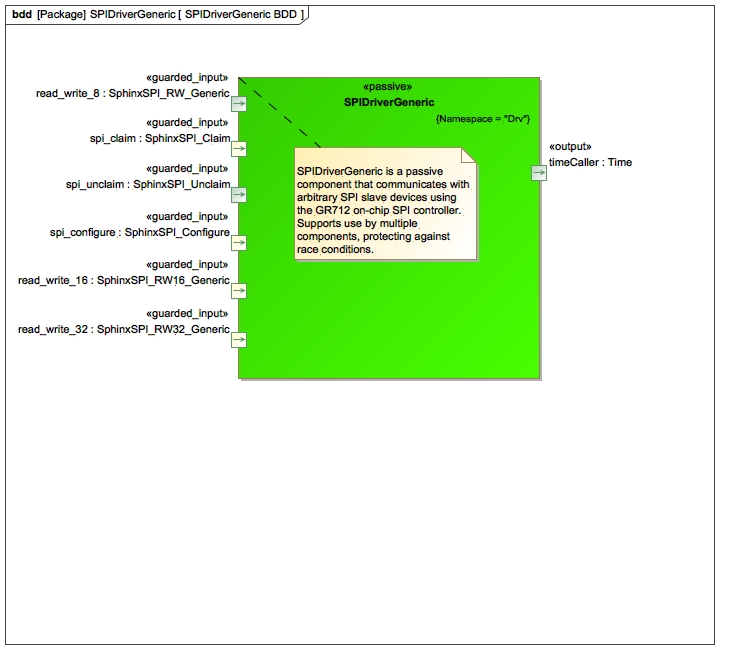 bdd [Package] SPIDriverGeneric [ SPIDriverGeneric BDD ]
«guarded_input»
read_write_8 : SphinxSPI_RW_Generic
«guarded_input»
spi_claim : SphinxSPI_Claim
«guarded_input»
spi_unclaim : SphinxSPI_Unclaim
«guarded_input»
spi_configure : SphinxSPI_Configure
«guarded_input»
read_write_16 : SphinxSPI_RW16_Generic
«guarded_input»
read_write_32 : SphinxSPI_RW32_Generic
«passive»
SPIDriverGeneric
{Namespace = "Drv"}
SPIDriverGeneric is a passive
component that communicates with
arbitrary SPI slave devices using
the GR712 on-chip SPI controller.
Supports use by multiple
components, protecting against
race conditions.
«output»
timeCaller : Time